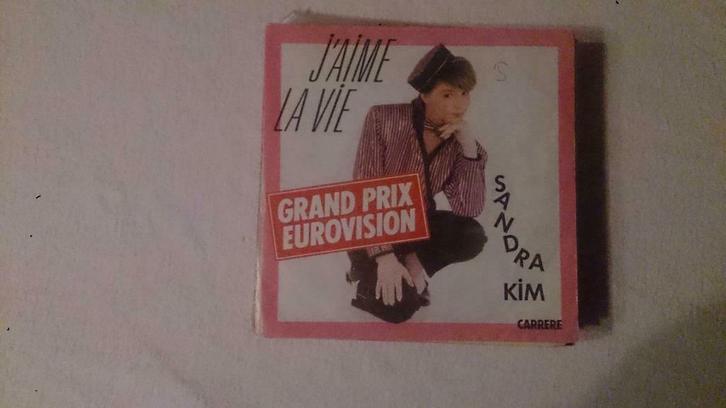 J'AiME
LA ViE
S
GRAND PRIX
EUROVISION
SANDRA
KiM
CARRERE